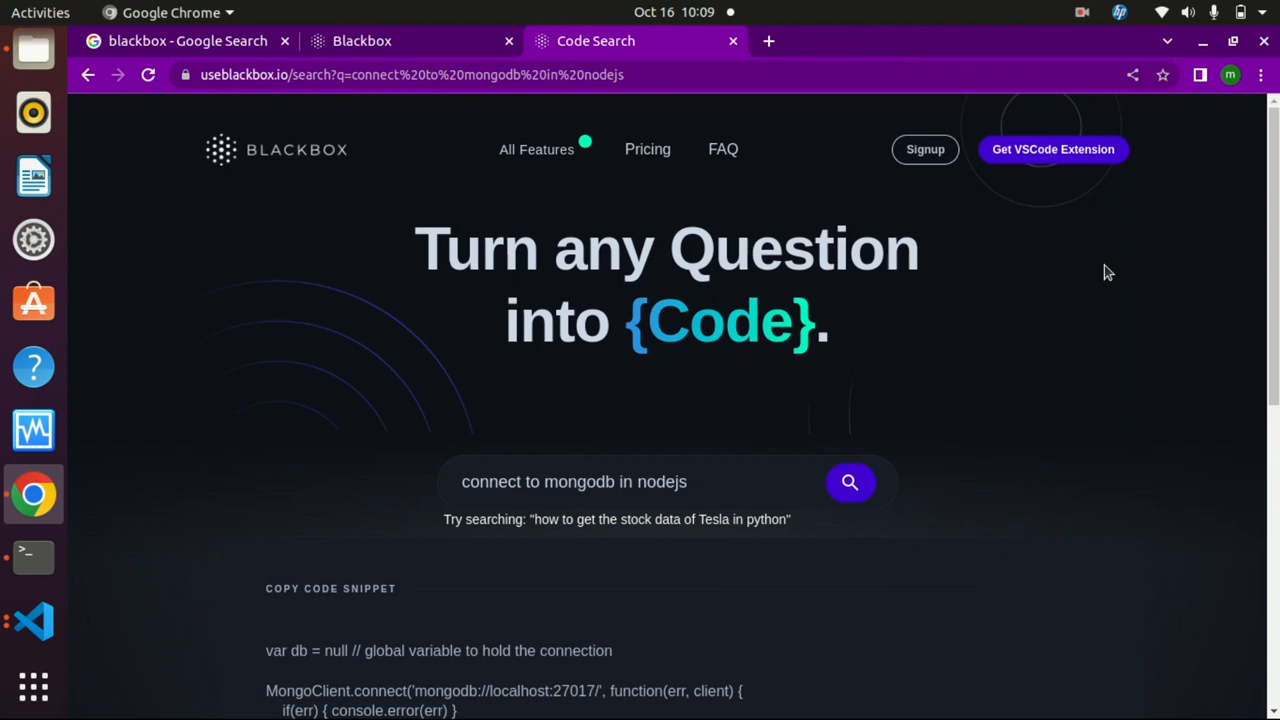 Activities
Google Chrome
Oct 16 10:09
blackbox - Google Search
Blackbox
Code Search
useblackbox.io/search?q=connect%20to%20mongodb%20in%20nodejs
m
hp
BLACKBOX
All Features
Pricing
FAQ
Signup
Get VSCode Extension
Turn any Question
into {Code}.
connect to mongodb in nodejs
Try searching: "how to get the stock data of Tesla in python"
COPY CODE SNIPPET
var db = null // global variable to hold the connection
MongoClient.connect('mongodb://localhost:27017/', function(err, client) {
if(err) { console.error(err) }